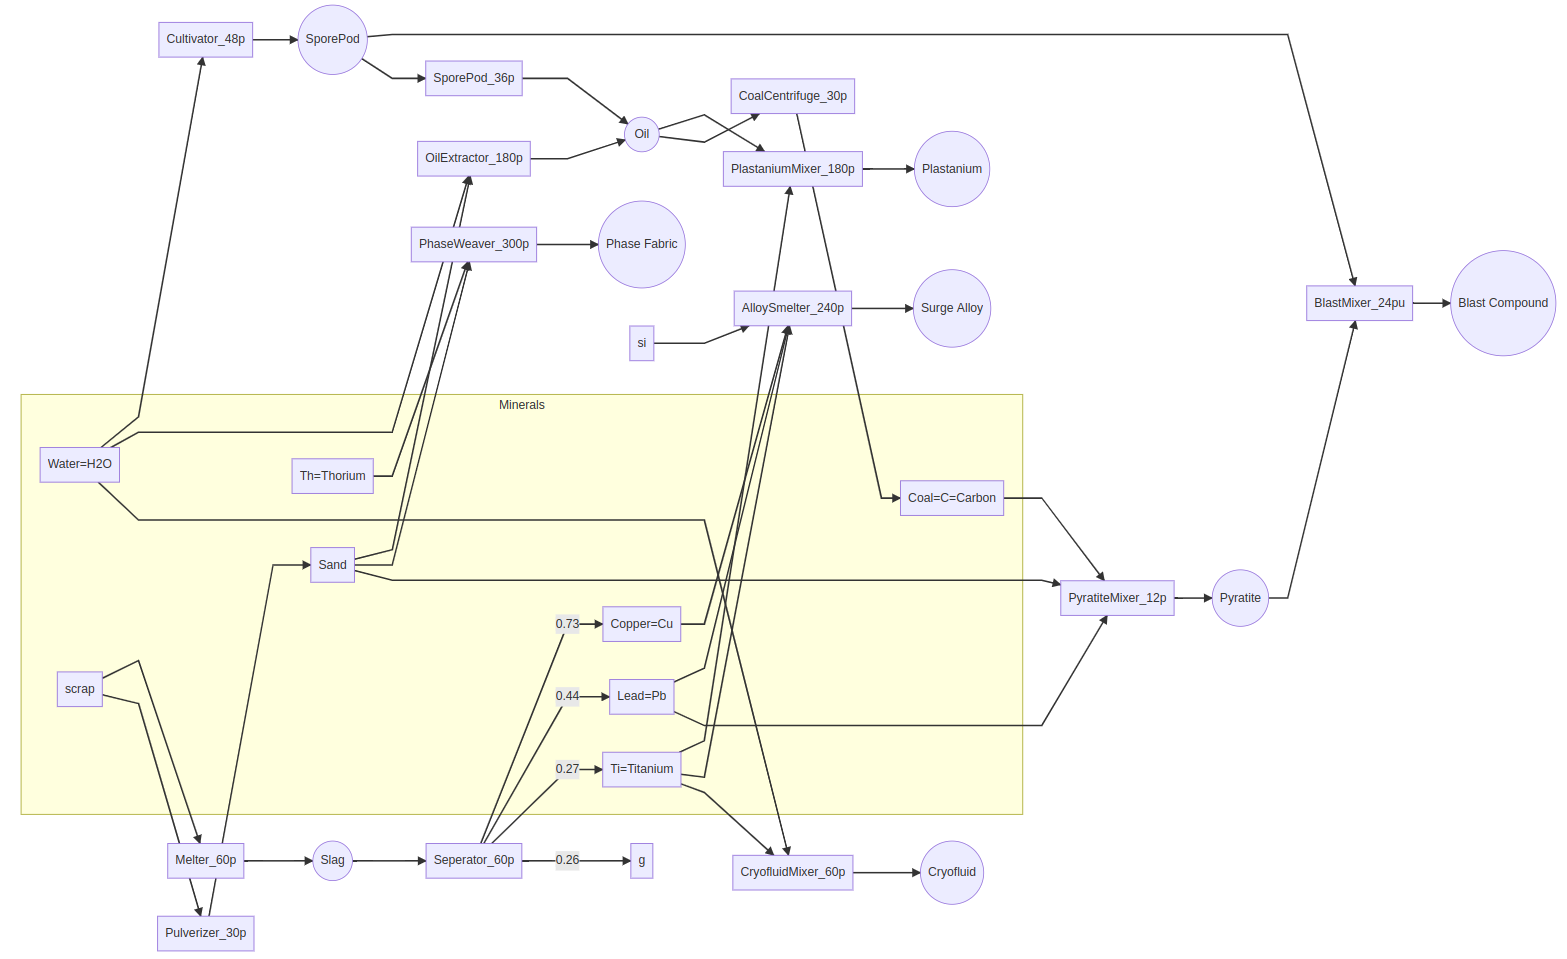 Cultivator_48p
SporePod
SporePod_36p
CoalCentrifuge_30p
Oil
OilExtractor_180p
PlastaniumMixer_180p
Plastanium
PhaseWeaver_300p
Phase Fabric
AlloySmelter_240p
Surge Alloy
BlastMixer_24pu
Blast Compound
si
Minerals
Water=H2O
Th=Thorium
Coal=C=Carbon
Sand
PyratiteMixer_12p
Pyratite
0.73
Copper=Cu
scrap
0.44
Lead=Pb
0.27
Ti=Titanium
Melter_60p
Slag
Seperator_60p
0.26
g
CryofluidMixer_60p
Cryofluid
Pulverizer_30p